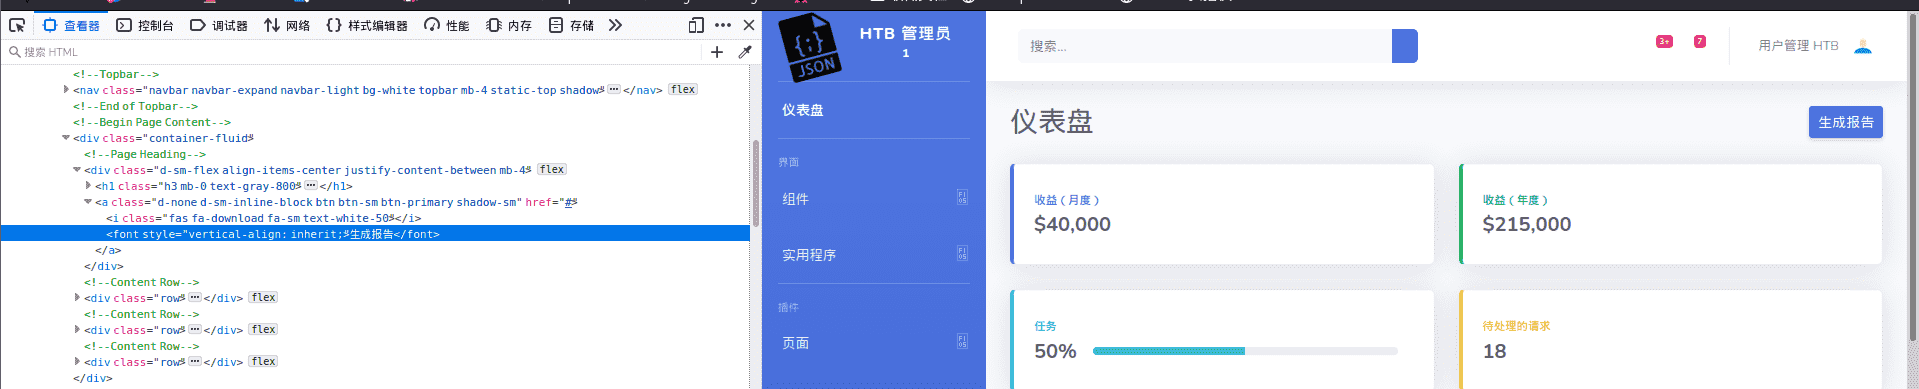 查看器 控制台 调试器 网络 样式编辑器 性能 内存 存储
搜索 HTML
<!--Topbar-->
<nav class="navbar navbar-expand navbar-light bg-white topbar mb-4 static-top shadow"></nav> flex
<!--End of Topbar-->
<!--Begin Page Content-->
<div class="container-fluid"
<!--Page Heading-->
<div class="d-sm-flex align-items-center justify-content-between mb-4" flex
<h1 class="h3 mb-0 text-gray-800"></h1>
<a class="d-none d-sm-inline-block btn btn-sm btn-primary shadow-sm" href="#"
<i class="fas fa-download fa-sm text-white-50"</i>
<font style="vertical-align: inherit;"生成报告</font>
</a>
</div>
<!--Content Row-->
<div class="row"></div> flex
<!--Content Row-->
<div class="row"></div> flex
<!--Content Row-->
<div class="row"></div> flex
</div>
{;}
JSON
HTB 管理员
1
仪表盘
界面
组件
实用程序
插件
页面
搜索...
3+
7
用户管理 HTB
仪表盘
生成报告
收益（月度）
$40,000
收益（年度）
$215,000
任务
50%
待处理的请求
18